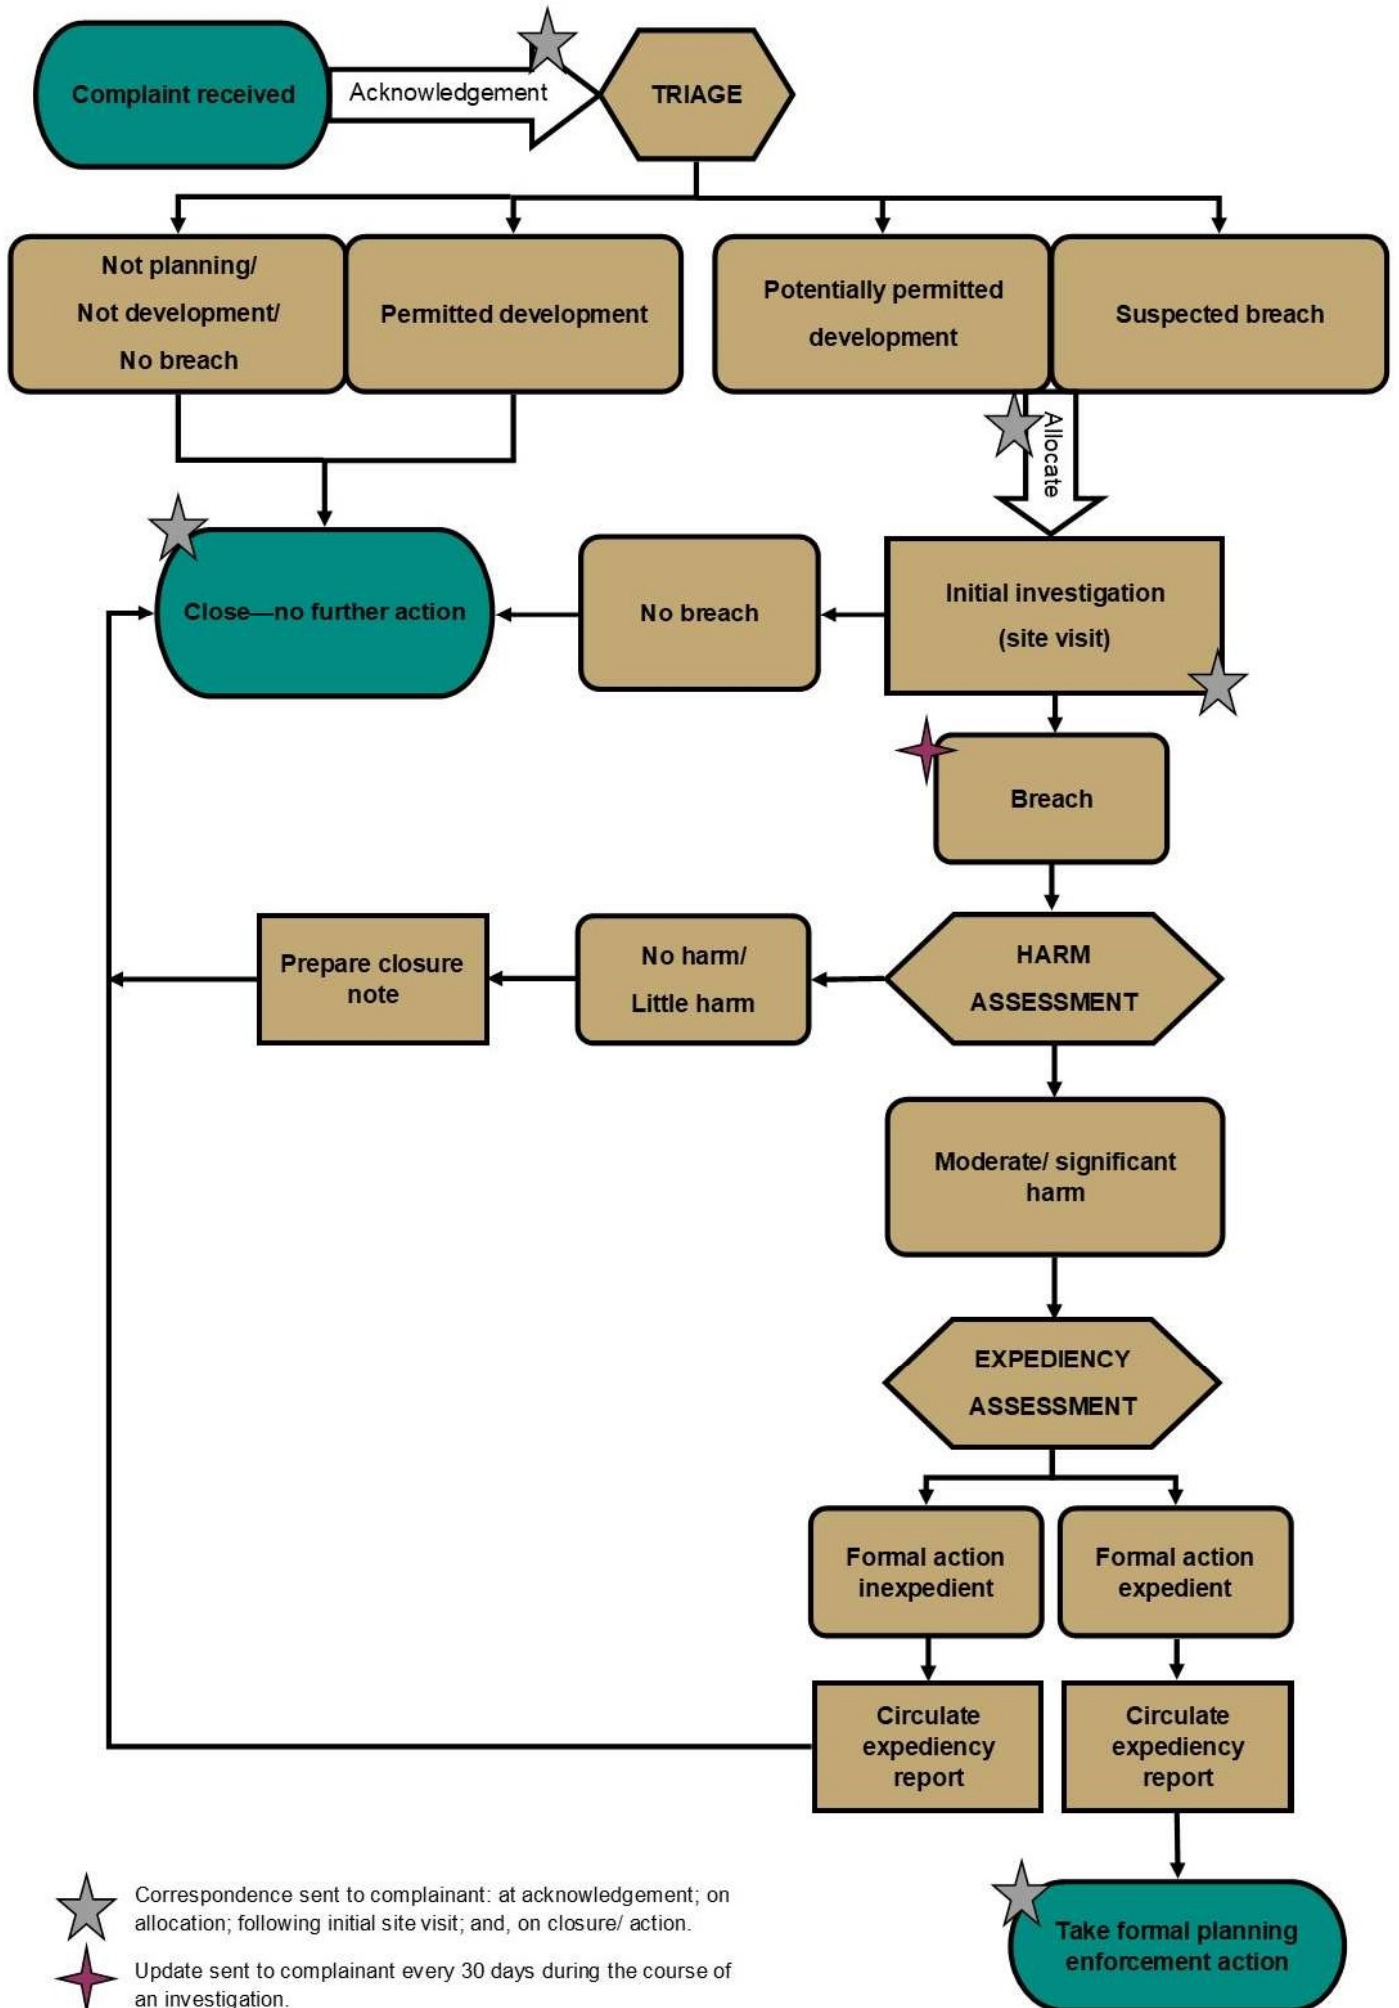 Complaint received
Acknowledgement
TRIAGE
Not planning/
Not development/
No breach
Permitted development
Potentially permitted
development
Suspected breach
Allocate
Close—no further action
No breach
Initial investigation
(site visit)
Breach
Prepare closure
note
No harm/
Little harm
HARM
ASSESSMENT
Moderate/ significant
harm
EXPEDIENCY
ASSESSMENT
Formal action
inexpedient
Formal action
expedient
Circulate
expediency
report
Circulate
expediency
report
Correspondence sent to complainant: at acknowledgement; on
allocation; following initial site visit; and, on closure/ action.
Update sent to complainant every 30 days during the course of
an investigation.
Take formal planning
enforcement action